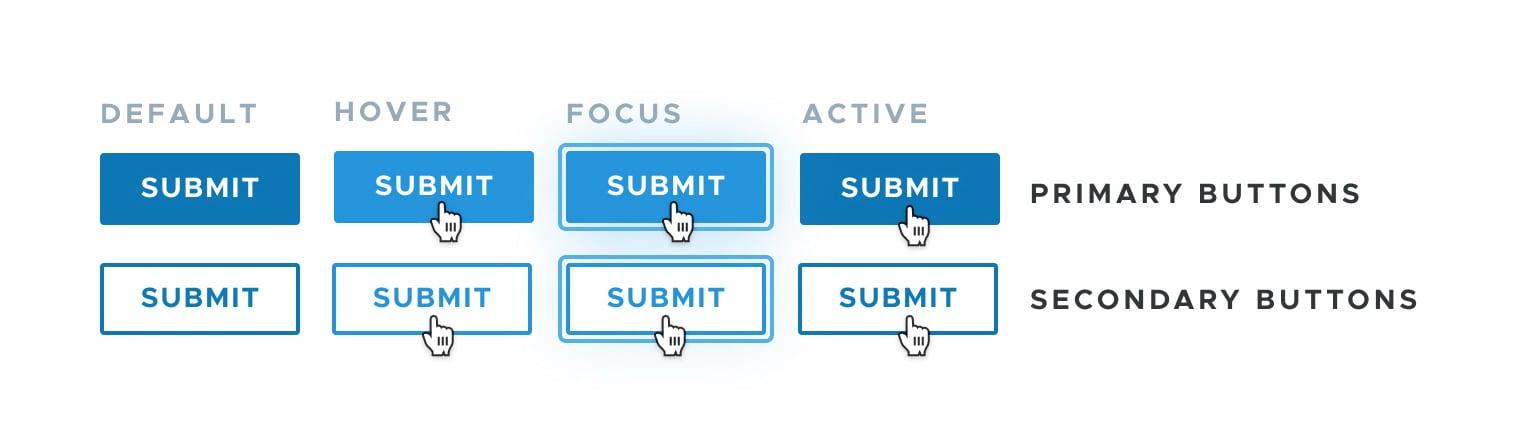 DEFAULT HOVER FOCUS ACTIVE
SUBMIT SUBMIT SUBMIT SUBMIT PRIMARY BUTTONS
SUBMIT SUBMIT SUBMIT SUBMIT SECONDARY BUTTONS